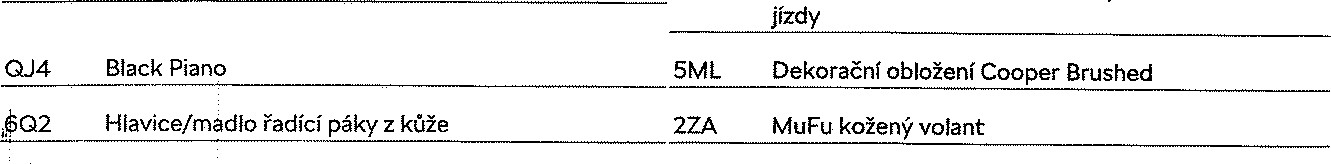 jízdy
QJ4 Black Piano
5ML Dekorační obložení Cooper Brushed
6Q2 Hlavice/madlo řadící páky z kůže
2ZA MuFu kožený volant